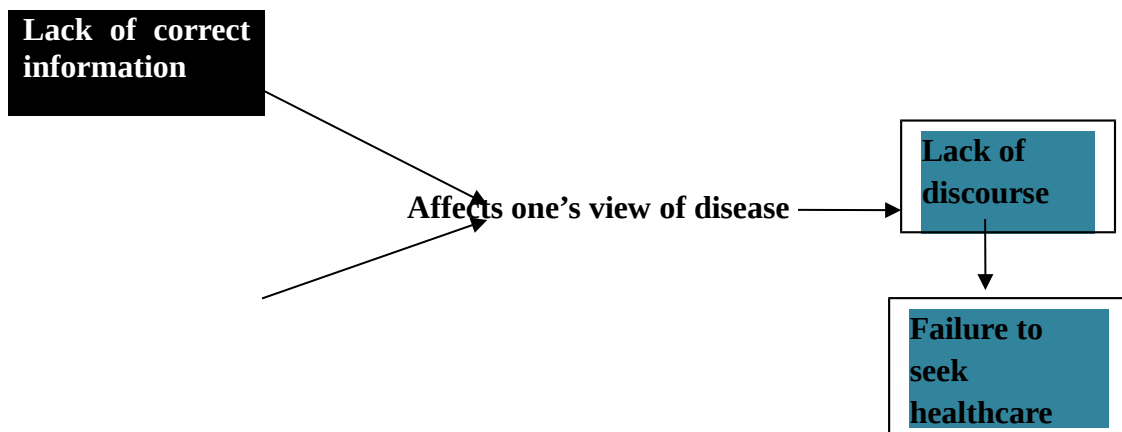 Lack of correct
information
Affects one’s view of disease
Lack of
discourse
Failure to
seek
healthcare